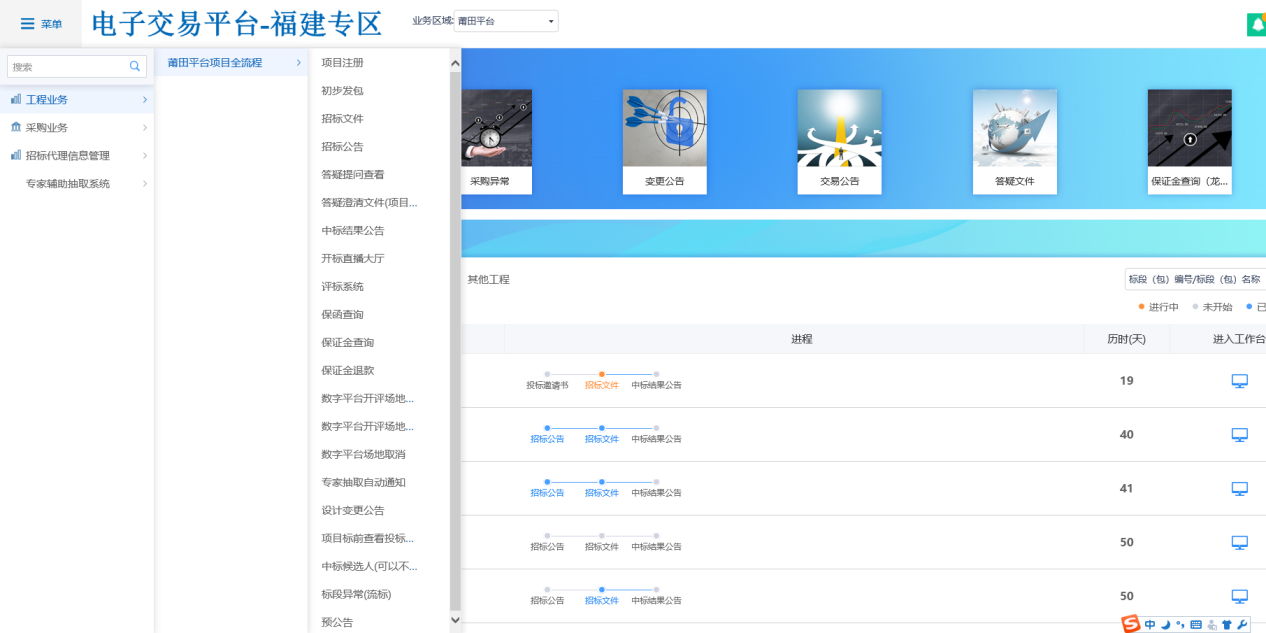 菜单
电子交易平台-福建专区
业务区域:
莆田平台
搜索
工程业务
采购业务
招标代理信息管理
专家辅助抽取系统
莆田平台项目全流程
项目注册
初步发包
招标文件
招标公告
答疑提问查看
答疑澄清文件(项目...
中标结果公告
开标直播大厅
评标系统
保函查询
保证金查询
保证金退款
数字平台开评场地...
数字平台开评场地...
数字平台场地取消
专家抽取自动通知
设计变更公告
项目标前查看投标...
中标候选人(可以不...
标段异常(流标)
预公告
采购异常
变更公告
交易公告
答疑文件
保证金查询（龙...
其他工程
标段（包）编号/标段（包）名称
进行中
未开始
已
进程
历时(天)
进入工作台
投标邀请书
招标文件
中标结果公告
19
招标公告
招标文件
中标结果公告
40
招标公告
招标文件
中标结果公告
41
招标公告
招标文件
中标结果公告
50
招标公告
招标文件
中标结果公告
50
中